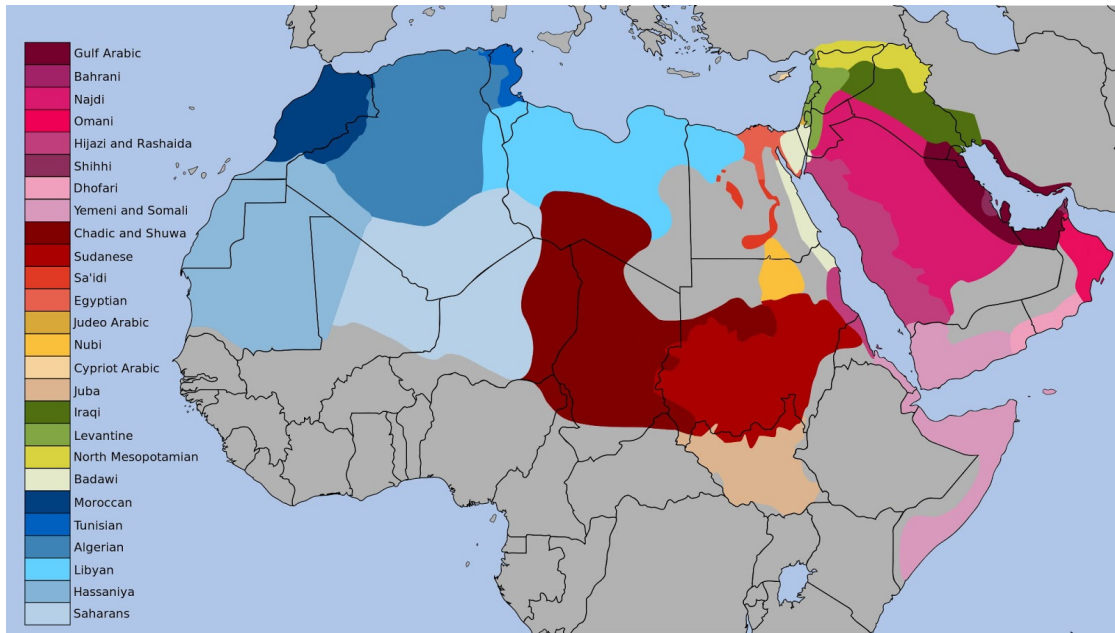 Gulf Arabic
Bahrani
Najdi
Omani
Hijazi and Rashaida
Shihhi
Dhofari
Yemeni and Somali
Chadic and Shuwa
Sudanese
Sa'idi
Egyptian
Judeo Arabic
Nubi
Cypriot Arabic
Juba
Iraqi
Levantine
North Mesopotamian
Badawi
Moroccan
Tunisian
Algerian
Libyan
Hassaniya
Saharans